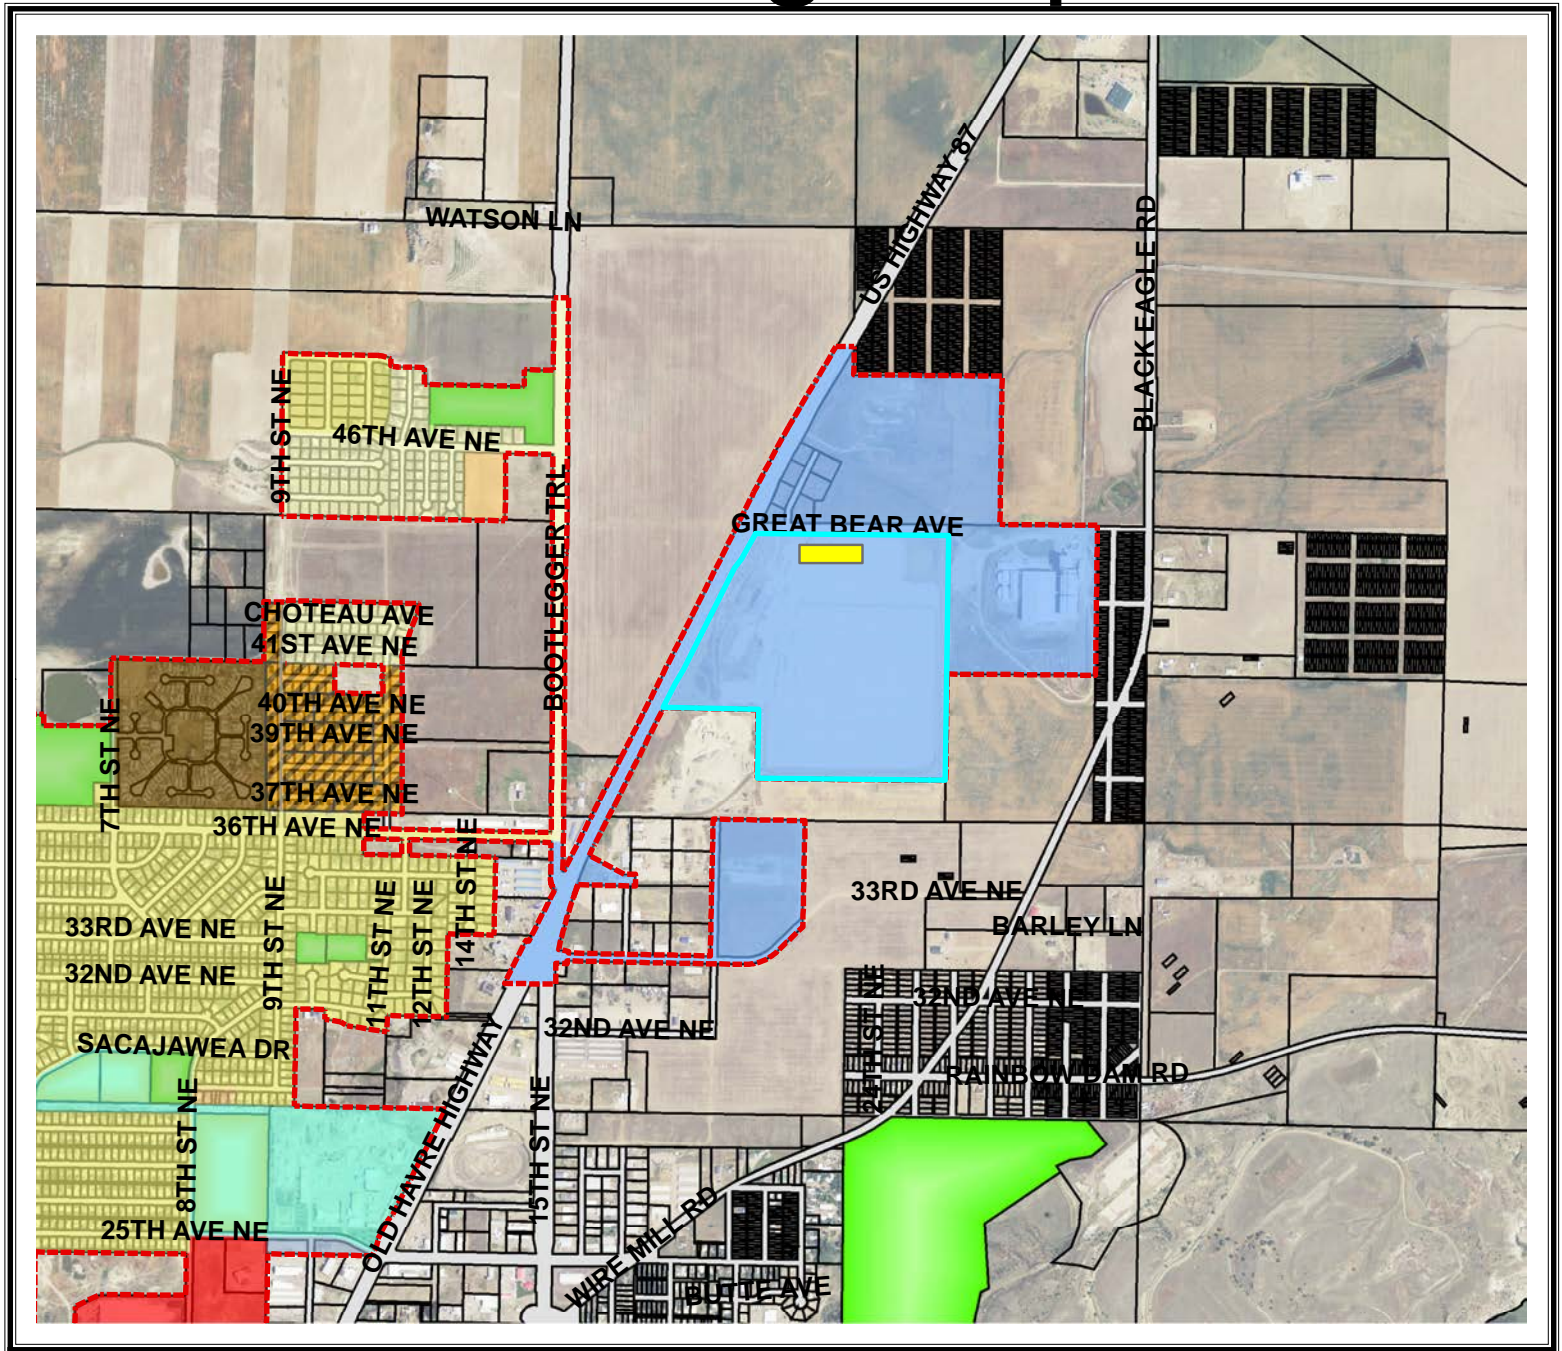 US HIGHWAY 87
WATSON LN
BLACK EAGLE RD
9TH ST NE
46TH AVE NE
BOOTLEGGER TRL
GREAT BEAR AVE
CHOTEAU AVE
41ST AVE NE
40TH AVE NE
39TH AVE NE
7TH ST NE
37TH AVE NE
36TH AVE NE
14TH ST NE
33RD AVE NE
9TH ST NE
11TH ST NE
12TH ST NE
33RD AVE NE
BARLEY LN
32ND AVE NE
24TH ST NE
32ND AVE NE
32ND AVE NE
SACAJAWEA DR
RAINBOW DAM RD
8TH ST NE
OLD HAVRE HIGHWAY
15TH ST NE
25TH AVE NE
WIRE MILL RD
BUTTE AVE